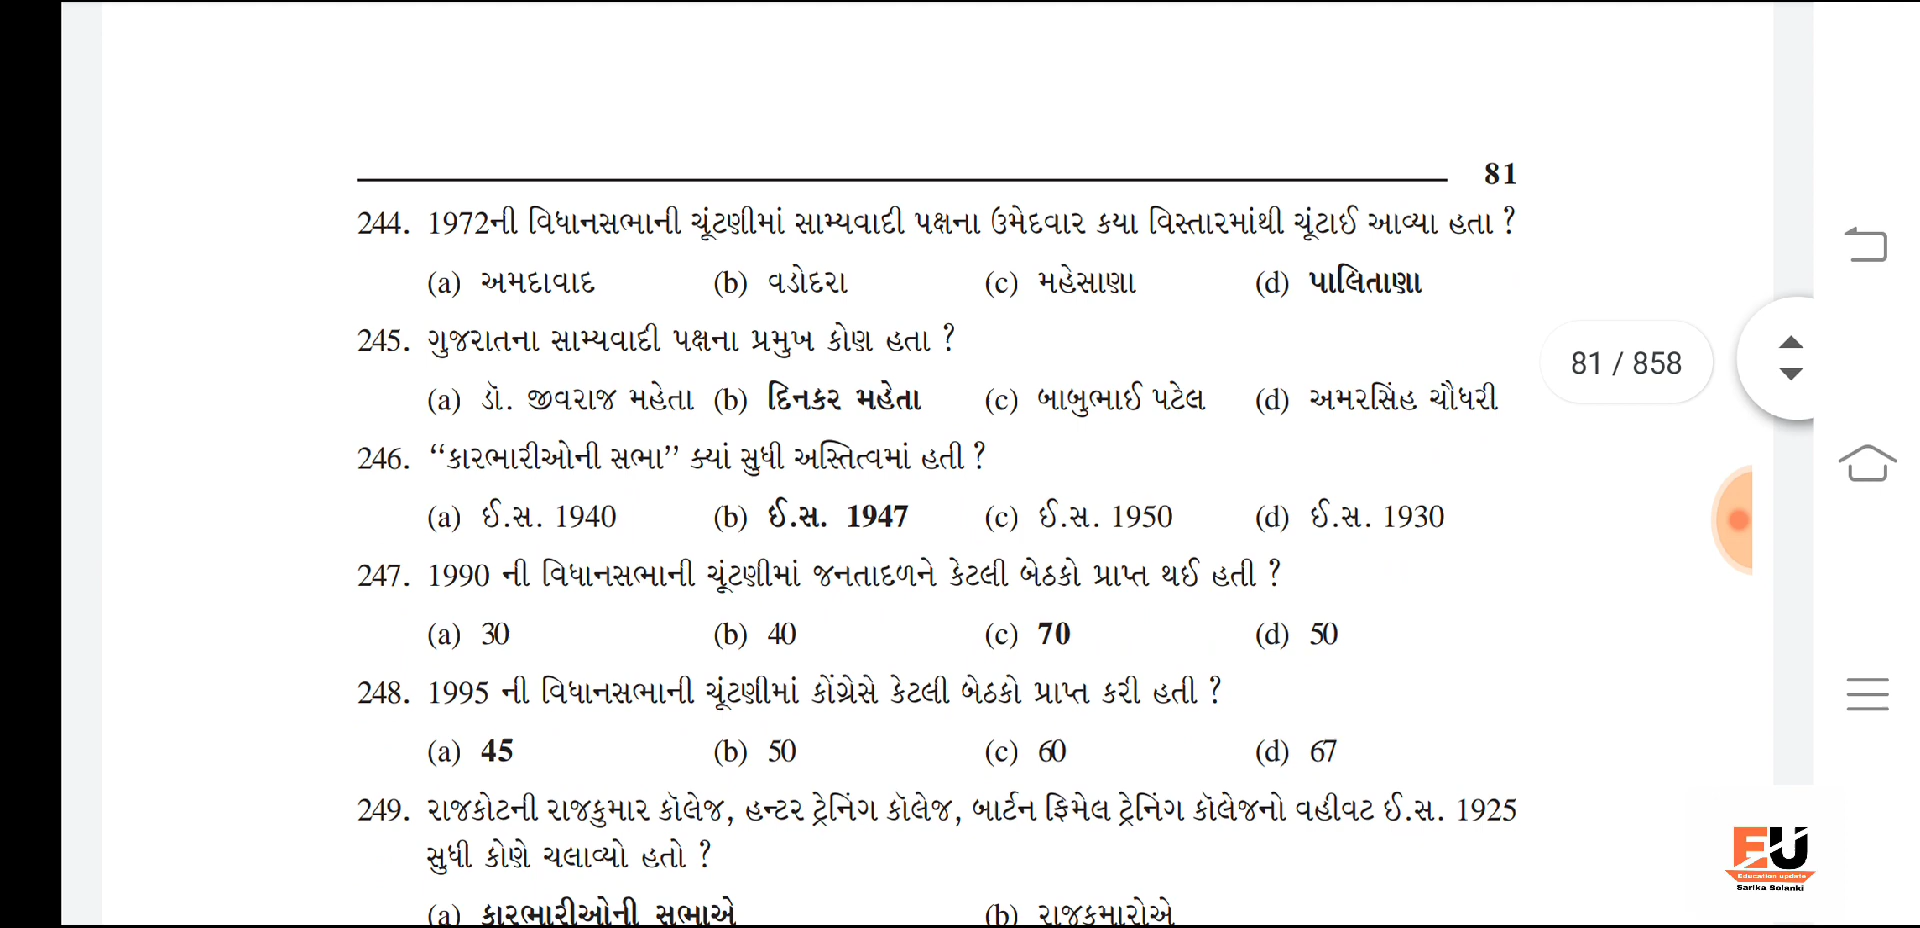 81
244. 1972ની વિધાનસભાની ચૂંટણીમાં સામ્યવાદી પક્ષના ઉમેદવાર કયા વિસ્તારમાંથી ચૂંટાઈ આવ્યા હતા ?
(a) અમદાવાદ (b) વડોદરા (c) મહેસાણા (d) પાલિતાણા
245. ગુજરાતના સામ્યવાદી પક્ષના પ્રમુખ કોણ હતા ?
81 / 858
(a) ડૉ. જીવરાજ મહેતા (b) દિનકર મહેતા (c) બાબુભાઈ પટેલ (d) અમરસિંહ ચૌધરી
246. “કારભારીઓની સભા” ક્યાં સુધી અસ્તિત્વમાં હતી ?
(a) ઈ.સ. 1940 (b) ઈ.સ. 1947 (c) ઈ.સ. 1950 (d) ઈ.સ. 1930
247. 1990 ની વિધાનસભાની ચૂંટણીમાં જનતાદળને કેટલી બેઠકો પ્રાપ્ત થઈ હતી ?
(a) 30 (b) 40 (c) 70 (d) 50
248. 1995 ની વિધાનસભાની ચૂંટણીમાં કોંગ્રેસે કેટલી બેઠકો પ્રાપ્ત કરી હતી ?
(a) 45 (b) 50 (c) 60 (d) 67
249. રાજકોટની રાજકુમાર કૉલેજ, હન્ટર ટ્રેનિંગ કૉલેજ, બાર્ટન ફિમેલ ટ્રેનિંગ કૉલેજનો વહીવટ ઈ.સ. 1925
સુધી કોણે ચલાવ્યો હતો ?
(a) કારભારીઓની સભાએ (b) રાજકુમારોએ
EU
Education update
Sarika Solanki